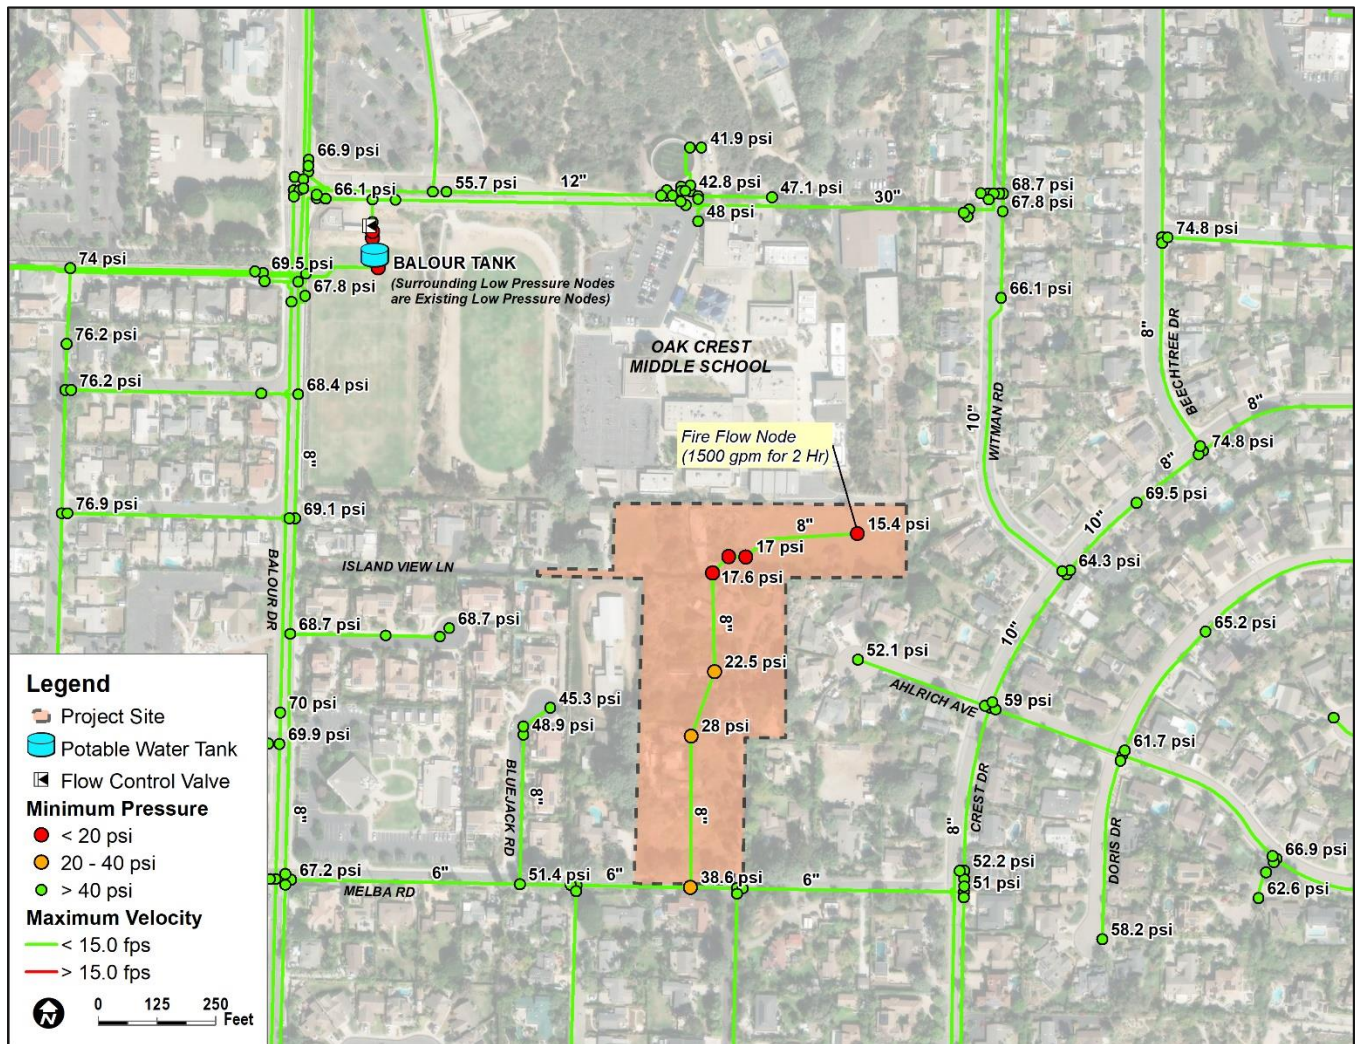 66.9 psi
41.9 psi
66.1 psi
55.7 psi
12"
42.8 psi
47.1 psi
30"
68.7 psi
67.8 psi
48 psi
74.8 psi
74 psi
69.5 psi
BALOUR TANK
(Surrounding Low Pressure Nodes
are Existing Low Pressure Nodes)
67.8 psi
66.1 psi
76.2 psi
8"
BEECHTREE DR
OAK CREST
MIDDLE SCHOOL
76.2 psi
68.4 psi
10"
WITMAN RD
8"
Fire Flow Node
(1500 gpm for 2 Hr)
74.8 psi
8"
8"
69.5 psi
76.9 psi
69.1 psi
10"
8"
15.4 psi
17 psi
17.6 psi
ISLAND VIEW LN
64.3 psi
BALOUR DR
68.7 psi
68.7 psi
8"
10"
65.2 psi
22.5 psi
52.1 psi
AHLRICH AVE
59 psi
45.3 psi
48.9 psi
28 psi
70 psi
69.9 psi
61.7 psi
BLUEJACK RD
8"
8"
8"
8"
CREST DR
DORIS DR
67.2 psi
6"
MELBA RD
51.4 psi
6"
38.6 psi
6"
52.2 psi
51 psi
66.9 psi
62.6 psi
58.2 psi
Legend
Project Site
Potable Water Tank
Flow Control Valve
Minimum Pressure
< 20 psi
20 - 40 psi
> 40 psi
Maximum Velocity
< 15.0 fps
> 15.0 fps
N
0 125 250
Feet